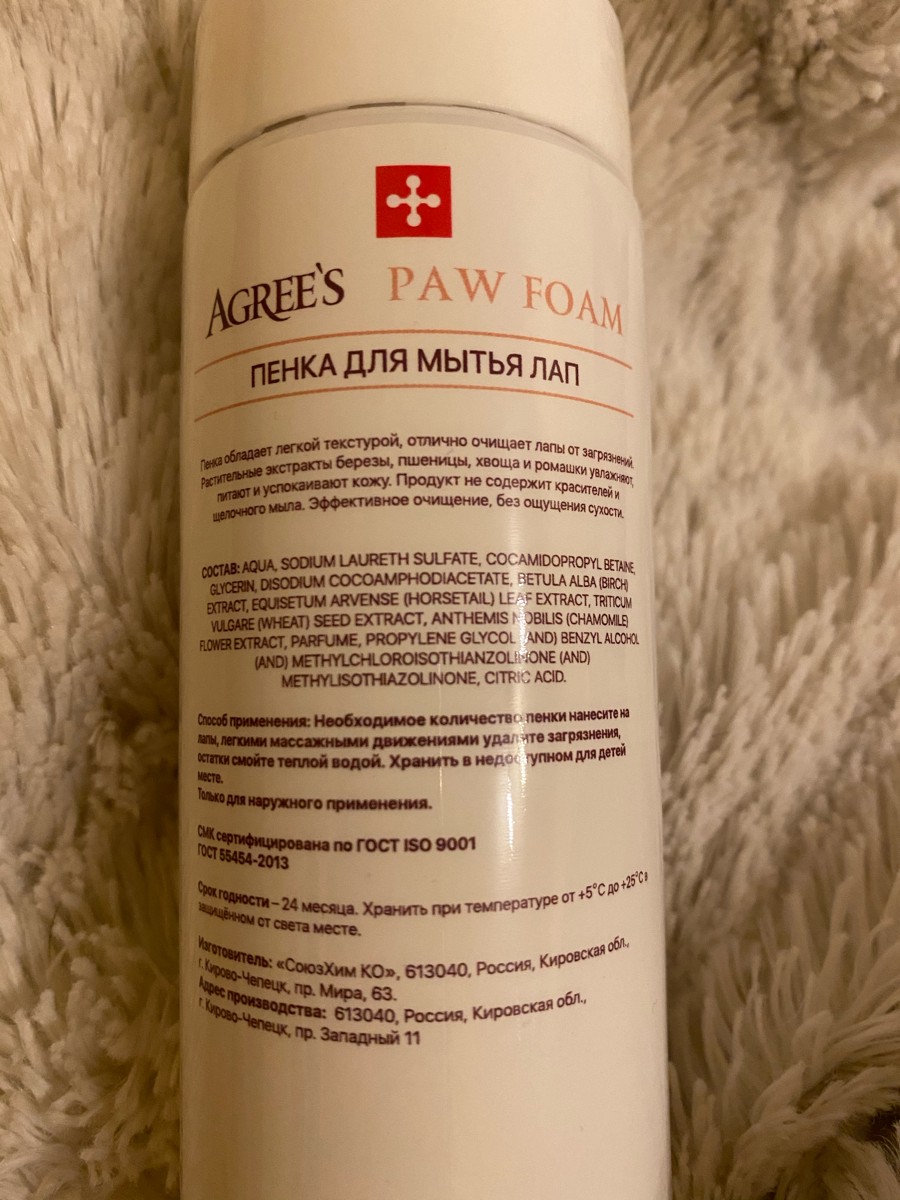 AGREE`S PAW FOAM
ПЕНКА ДЛЯ МЫТЬЯ ЛАП
Пенка обладает легкой текстурой, отлично очищает лапы от загрязнений.
Растительные экстракты березы, пшеницы, хвоща и ромашки увлажняют,
питают и успокаивают кожу. Продукт не содержит красителей и
щелочного мыла. Эффективное очищение, без ощущения сухости.
СОСТАВ: AQUA, SODIUM LAURETH SULFATE, COCAMIDOPROPYL BETAINE,
GLYCERIN, DISODIUM COCOAMPHODIACETATE, BETULA ALBA (BIRCH)
EXTRACT, EQUISETUM ARVENSE (HORSETAIL) LEAF EXTRACT, TRITICUM
VULGARE (WHEAT) SEED EXTRACT, ANTHEMIS NOBILIS (CHAMOMILE)
FLOWER EXTRACT, PARFUME, PROPYLENE GLYCOL (AND) BENZYL ALCOHOL
(AND) METHYLCHLOROISOTHIANZOLINONE (AND)
METHYLISOTHIAZOLINONE, CITRIC ACID.
Способ применения: Необходимое количество пенки нанесите на
лапы, легкими массажными движениями удалите загрязнения,
остатки смойте теплой водой. Хранить в недоступном для детей
месте.
Только для наружного применения.
СМК сертифицирована по ГОСТ ISO 9001
ГОСТ 55454-2013
Срок годности – 24 месяца. Хранить при температуре от +5°С до +25°С в
защищённом от света месте.
Изготовитель: «СоюзХим КО», 613040, Россия, Кировская обл.,
г. Кирово-Чепецк, пр. Мира, 63.
Адрес производства: 613040, Россия, Кировская обл.,
г. Кирово-Чепецк, пр. Западный 11